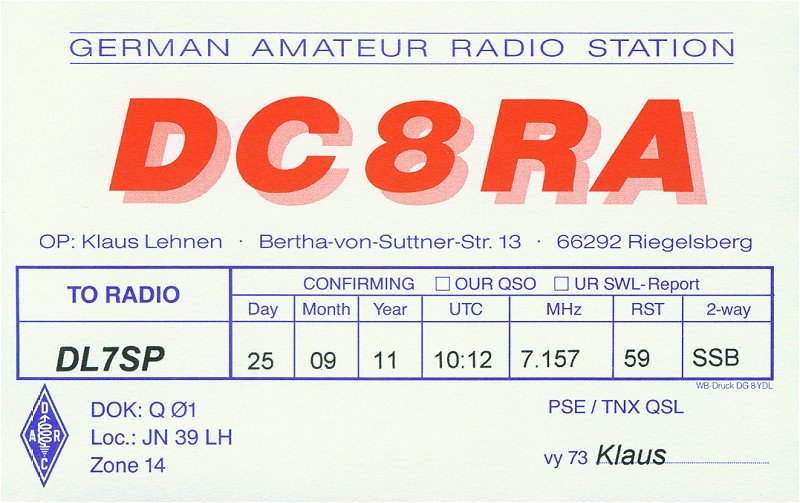 GERMAN AMATEUR RADIO STATION
DC8RA
OP: Klaus Lehnen · Bertha-von-Suttner-Str. 13 · 66292 Riegelsberg
TO RADIO
CONFIRMING □ OUR QSO □ UR SWL-Report
Day Month Year UTC MHz RST 2-way
DL7SP 25 09 11 10:12 7.157 59 SSB
WB-Druck DG 8 YDL
DARC
DOK: Q Ø1
Loc.: JN 39 LH
Zone 14
PSE / TNX QSL
vy 73 Klaus